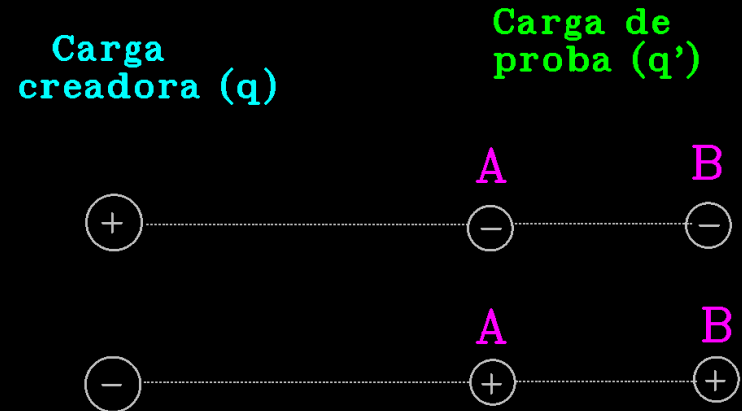 Carga
creadora (q)
Carga de
proba (q’)
A B
+ − −
A B
− + +